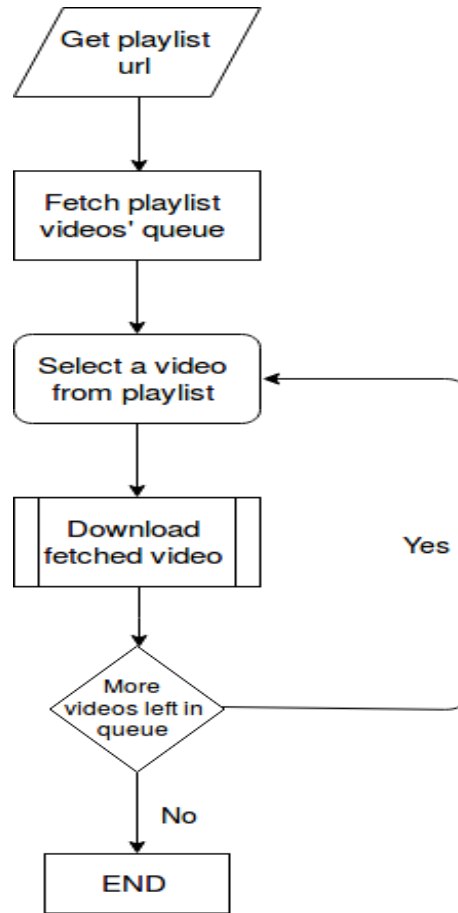 Get playlist
url
Fetch playlist
videos' queue
Select a video
from playlist
Download
fetched video
Yes
More
videos left in
queue
No
END